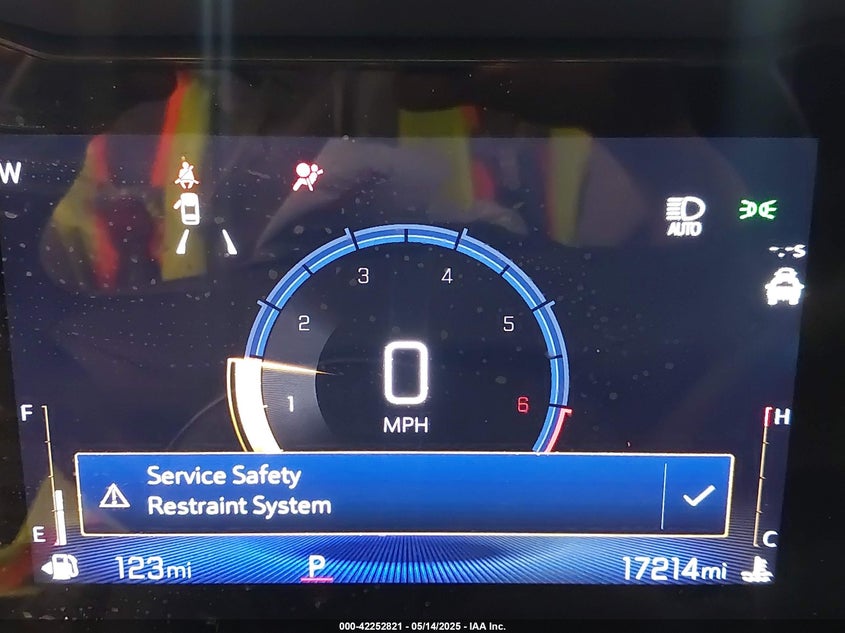 W
AUTO
-.-s
3 4
2 5
1 6
0
MPH
F H
Service Safety
Restraint System
E C
123mi P 17214mi
000-42252821 - 05/14/2025 - IAA Inc.